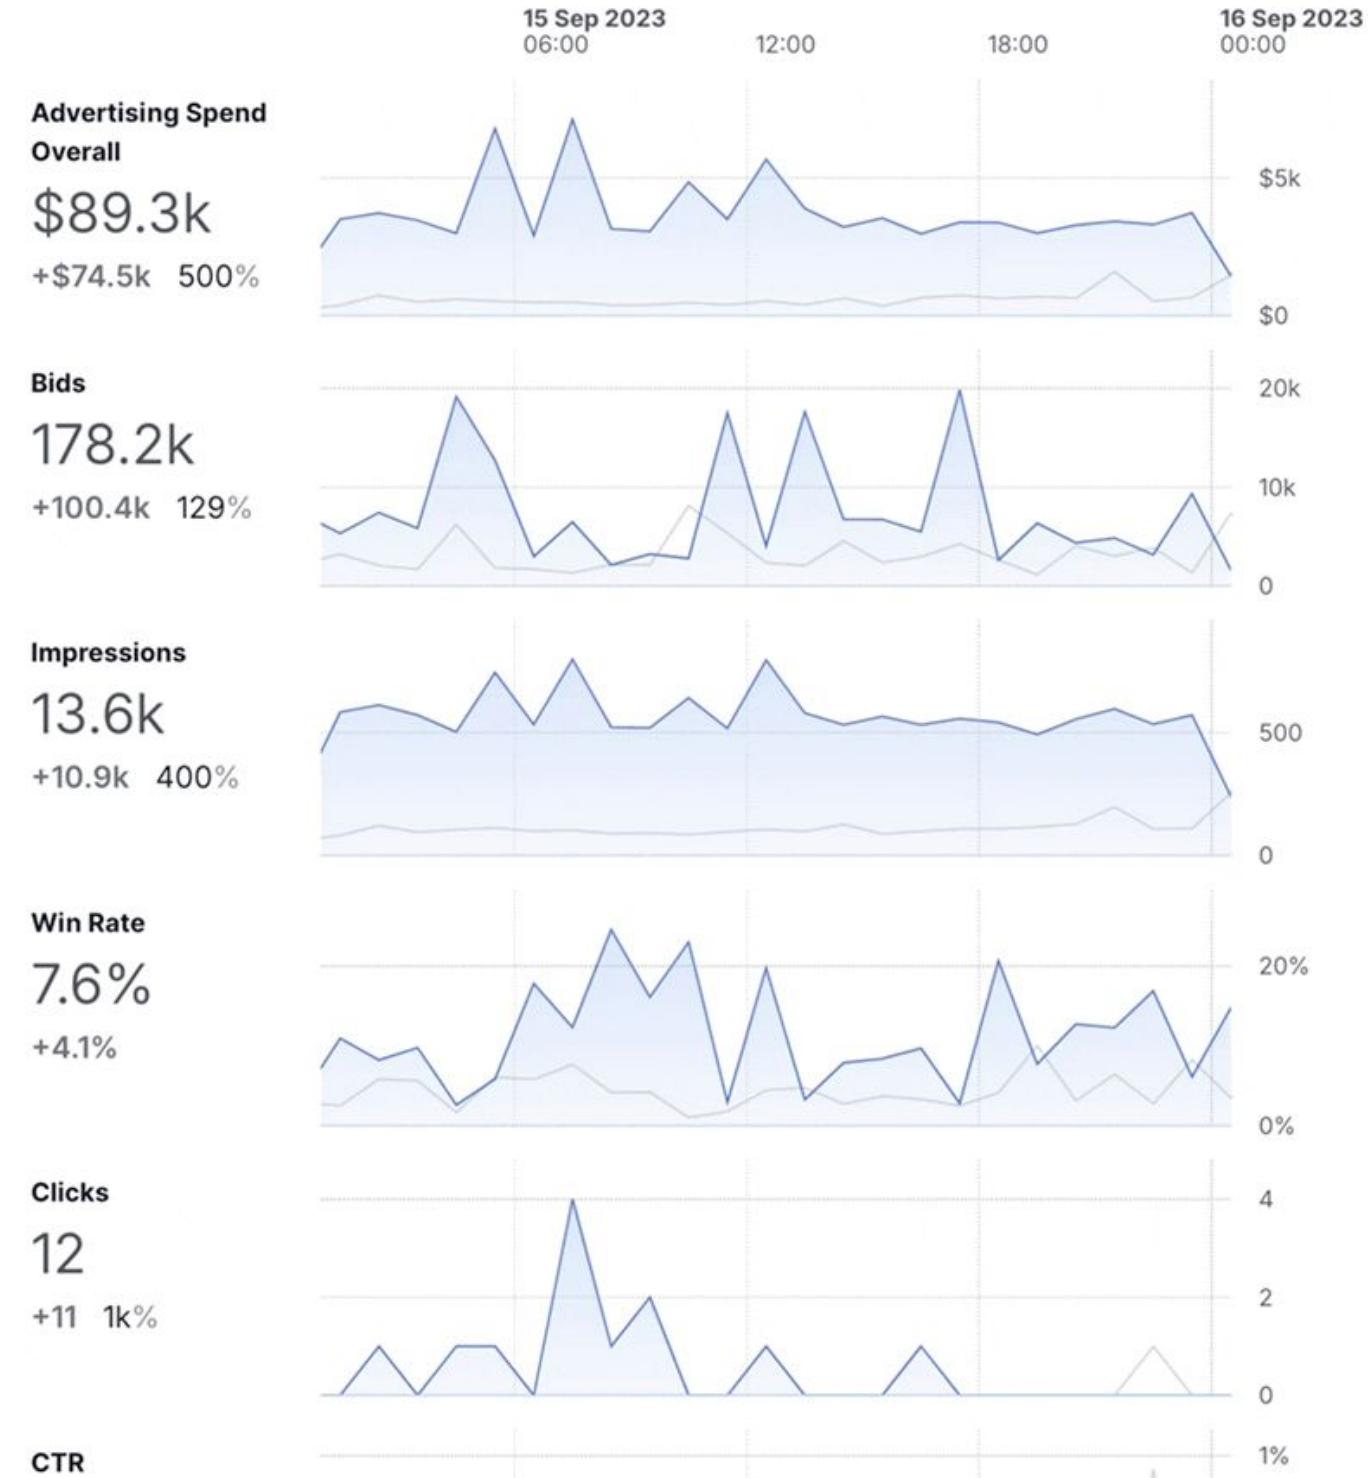 15 Sep 2023
06:00
12:00
18:00
16 Sep 2023
00:00
Advertising Spend
Overall
$89.3k
+$74.5k 500%
$5k
$0
Bids
178.2k
+100.4k 129%
20k
10k
0
Impressions
13.6k
+10.9k 400%
500
0
Win Rate
7.6%
+4.1%
20%
0%
Clicks
12
+11 1k%
4
2
0
CTR
1%